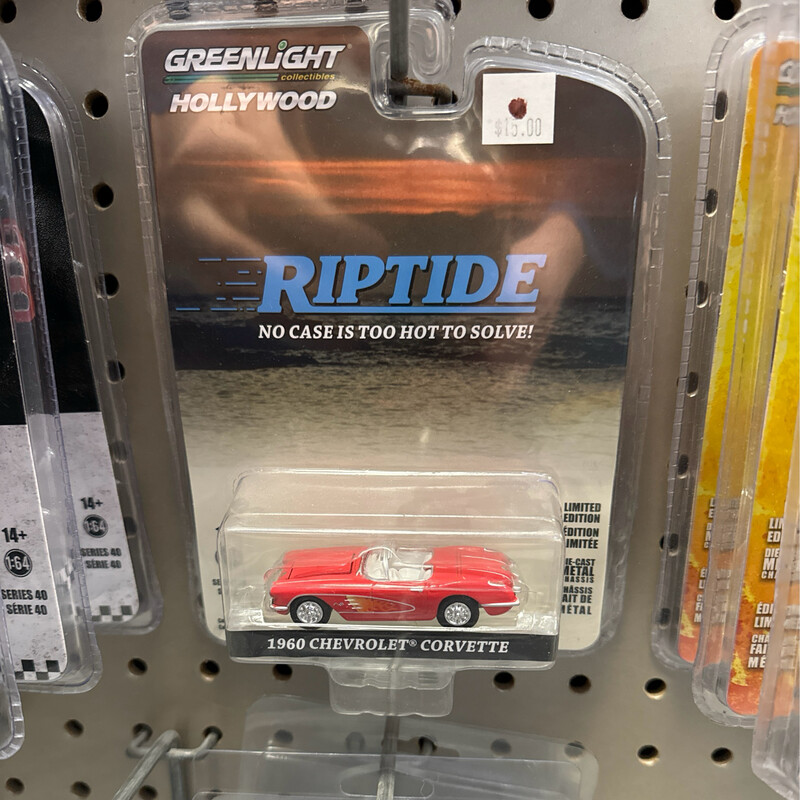 GREENLiGHT
collectibles
HOLLYWOOD
$15.00
RIPTIDE
NO CASE IS TOO HOT TO SOLVE!
LIMITED
EDITION
ÉDITION
LIMITÉE
DIE-CAST
METAL
CHASSIS
CHÂSSIS
FAIT DE
MÉTAL
1960 CHEVROLET® CORVETTE
14+
1:64
SERIES 40
SÉRIE 40
14+
1:64
SERIES 40
SÉRIE 40